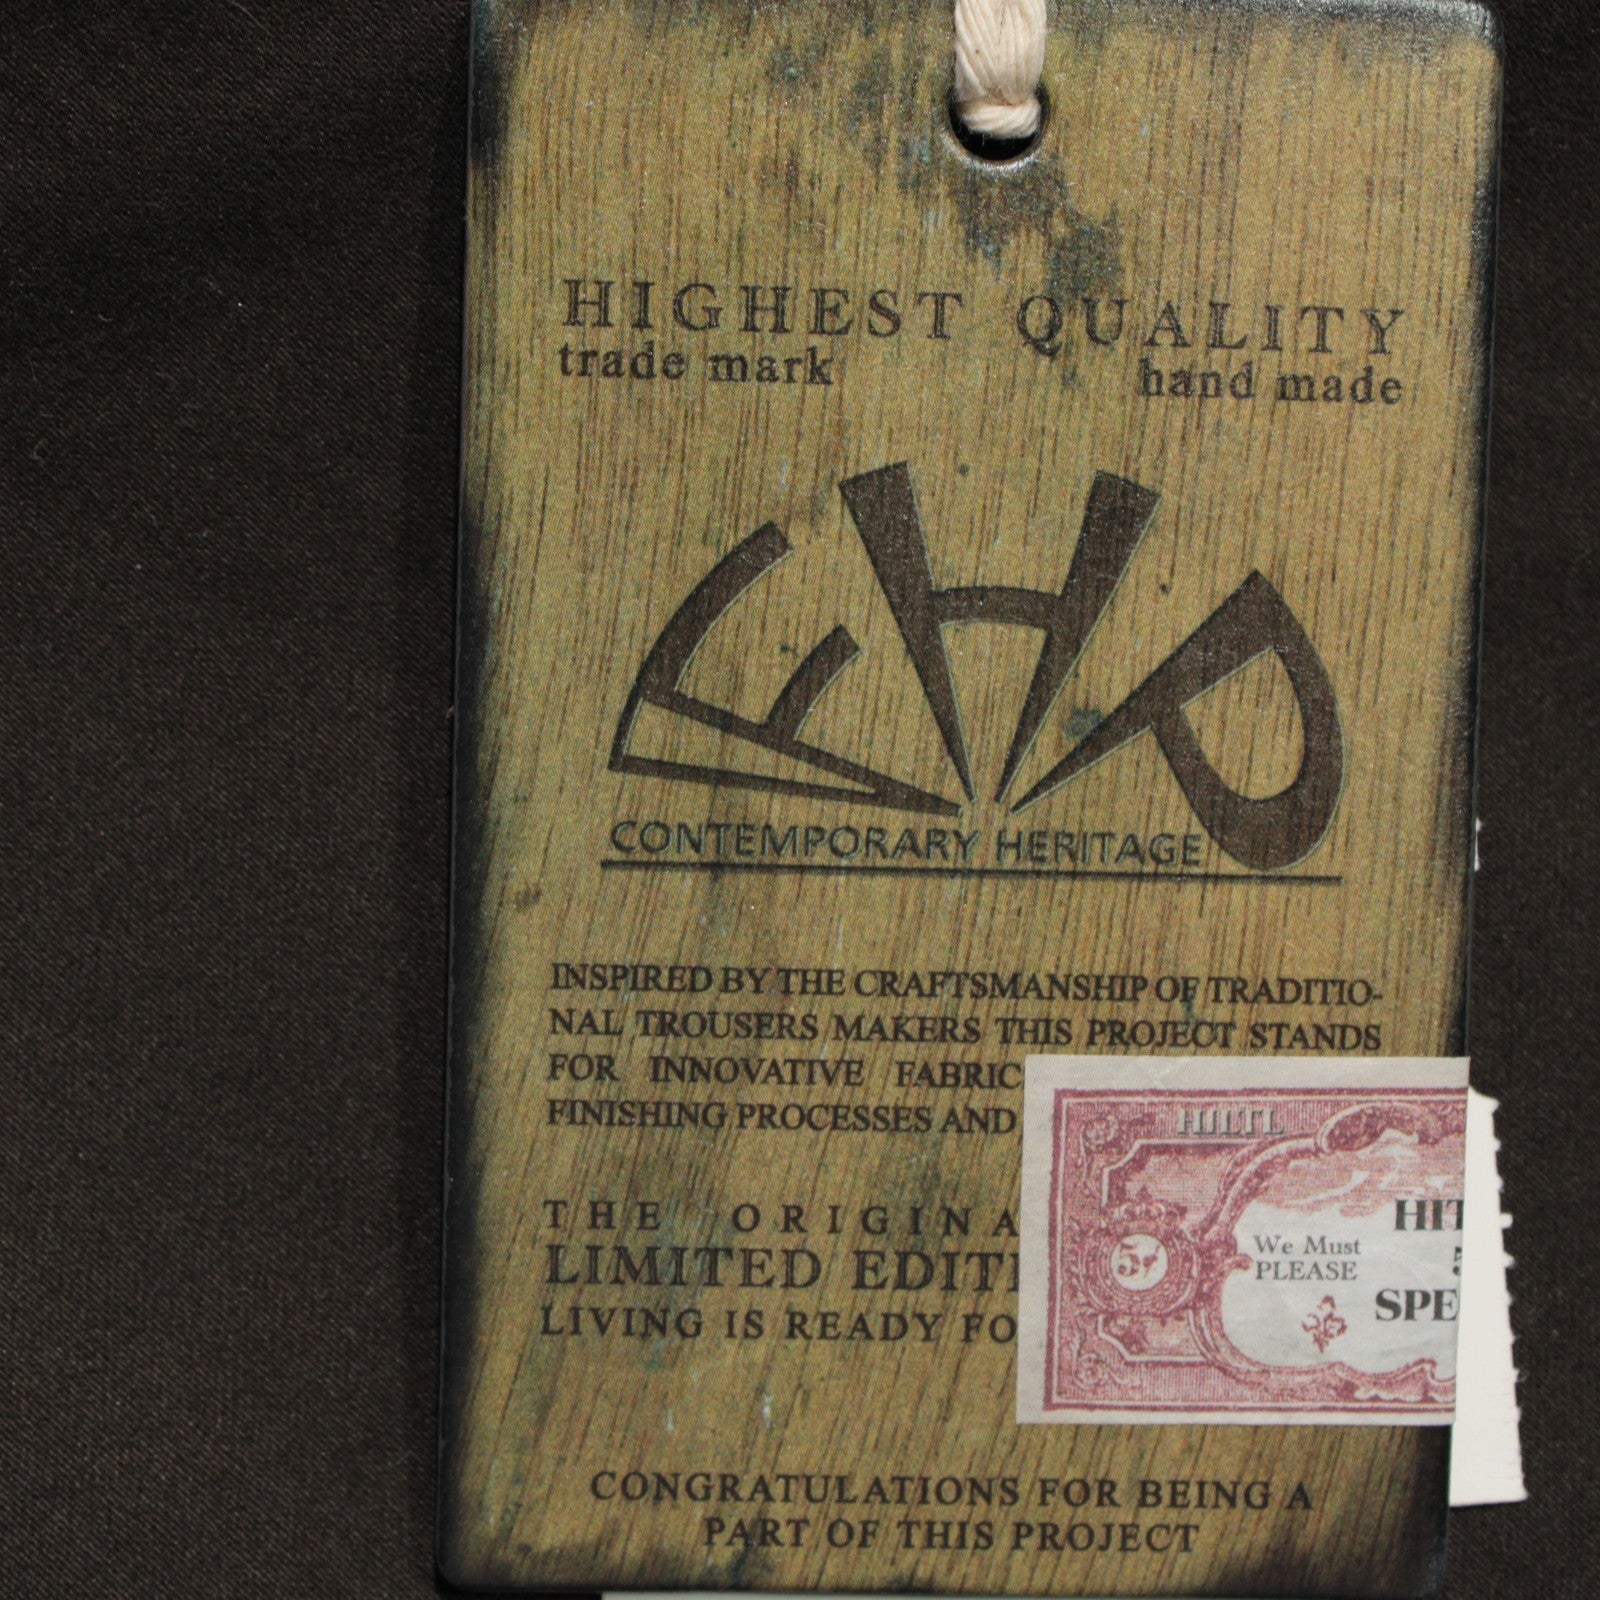 HIGHEST QUALITY
trade mark hand made
FHP
CONTEMPORARY HERITAGE
INSPIRED BY THE CRAFTSMANSHIP OF TRADITIO-
NAL TROUSERS MAKERS THIS PROJECT STANDS
FOR INNOVATIVE FABRIC
FINISHING PROCESSES AND
THE ORIGINA
LIMITED EDITI
LIVING IS READY FO
HILTL
We Must
PLEASE
HIT
SPE
CONGRATULATIONS FOR BEING A
PART OF THIS PROJECT